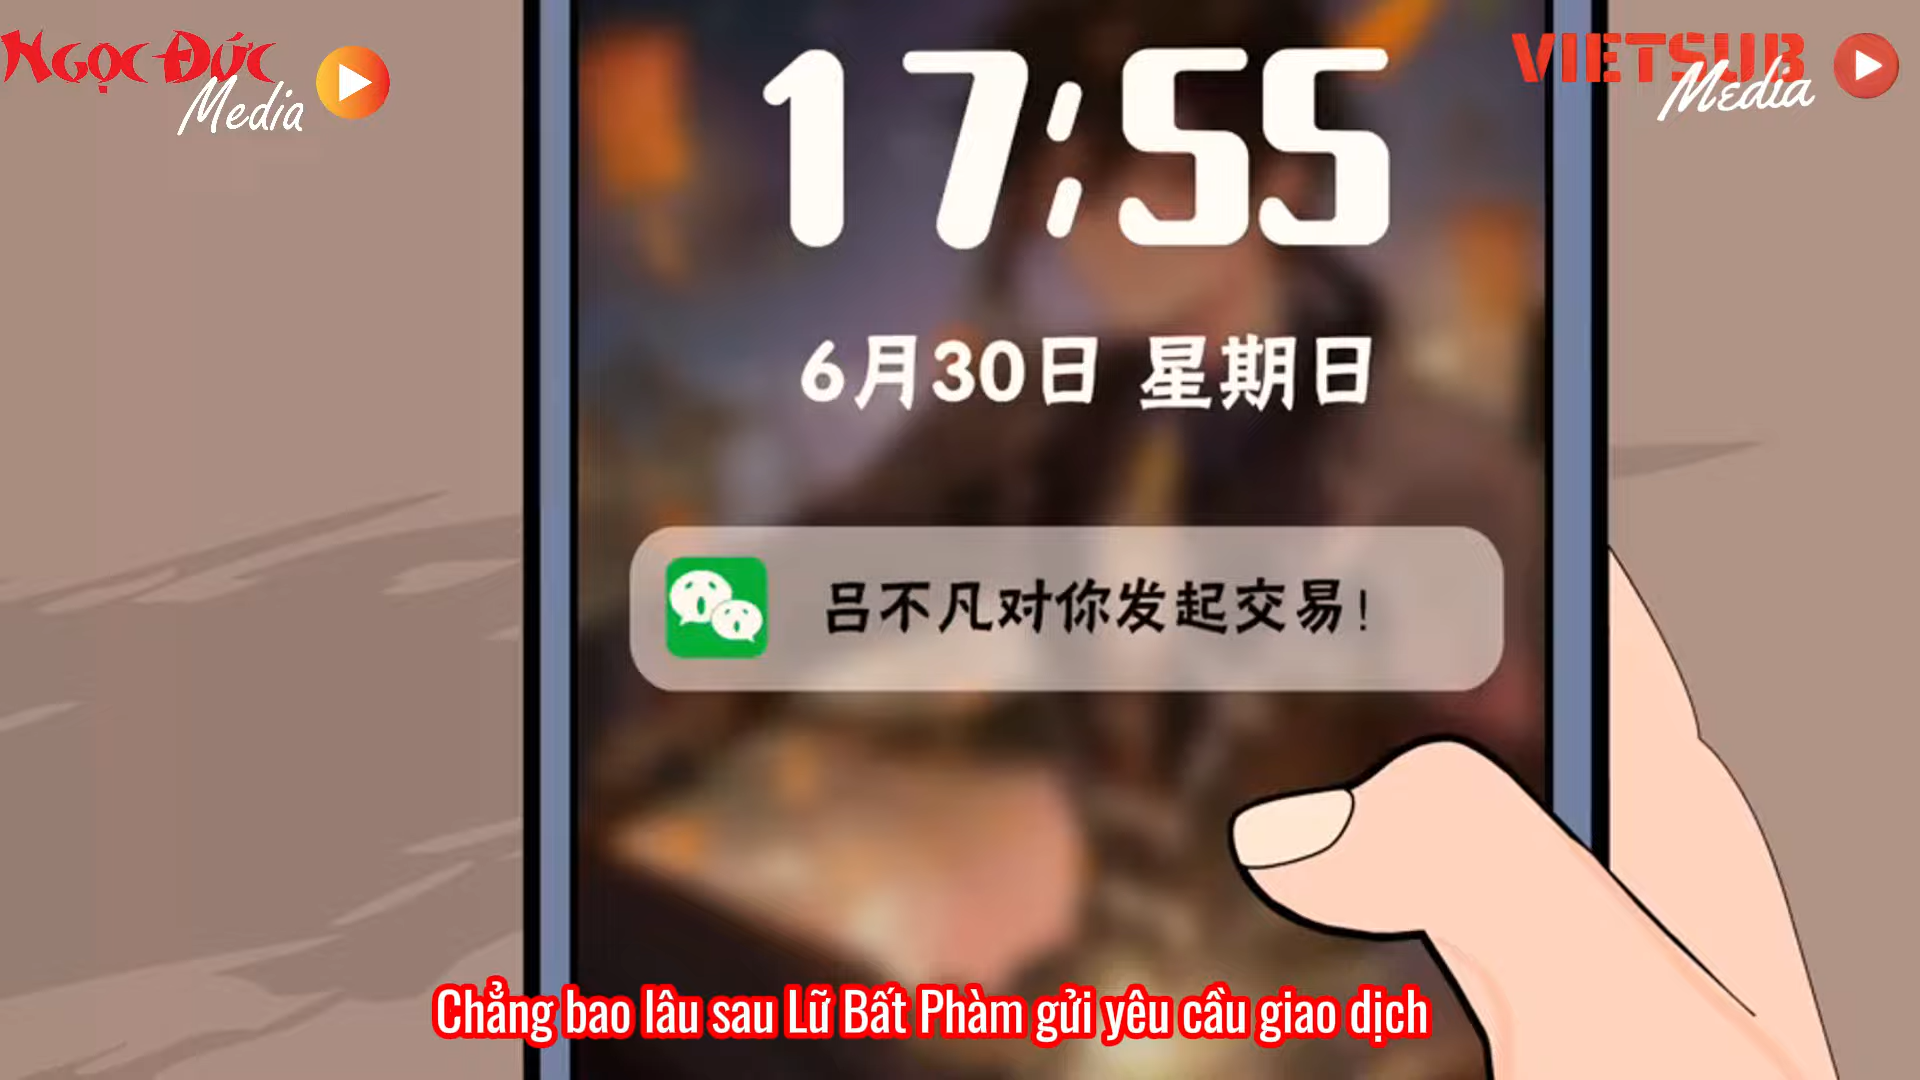 NGỌC ĐỨC
Media
VIETSUB
Media
17:55
6月30日 星期日
吕不凡对你发起交易！
Chẳng bao lâu sau Lữ Bất Phàm gửi yêu cầu giao dịch